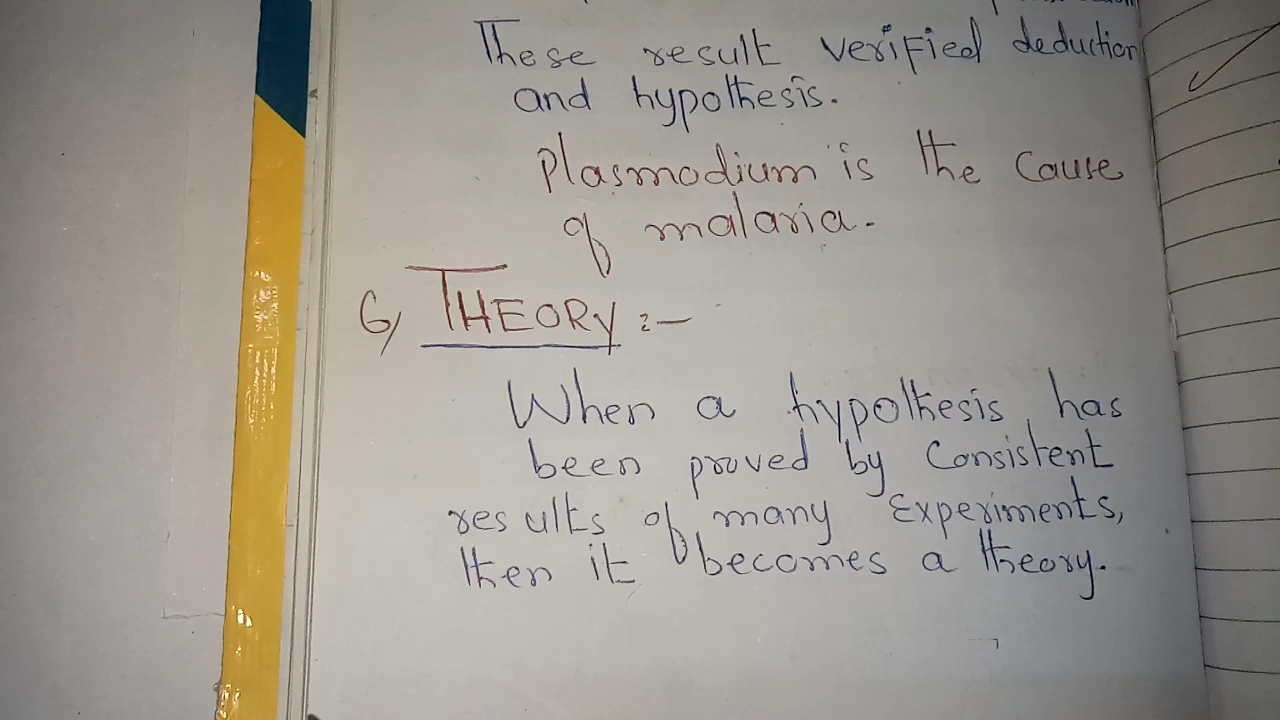 These result verified deduction
and hypothesis.
Plasmodium is the cause
of malaria.
6) THEORY :-
When a hypothesis has
been proved by Consistent
results of many Experiments,
then it becomes a theory.